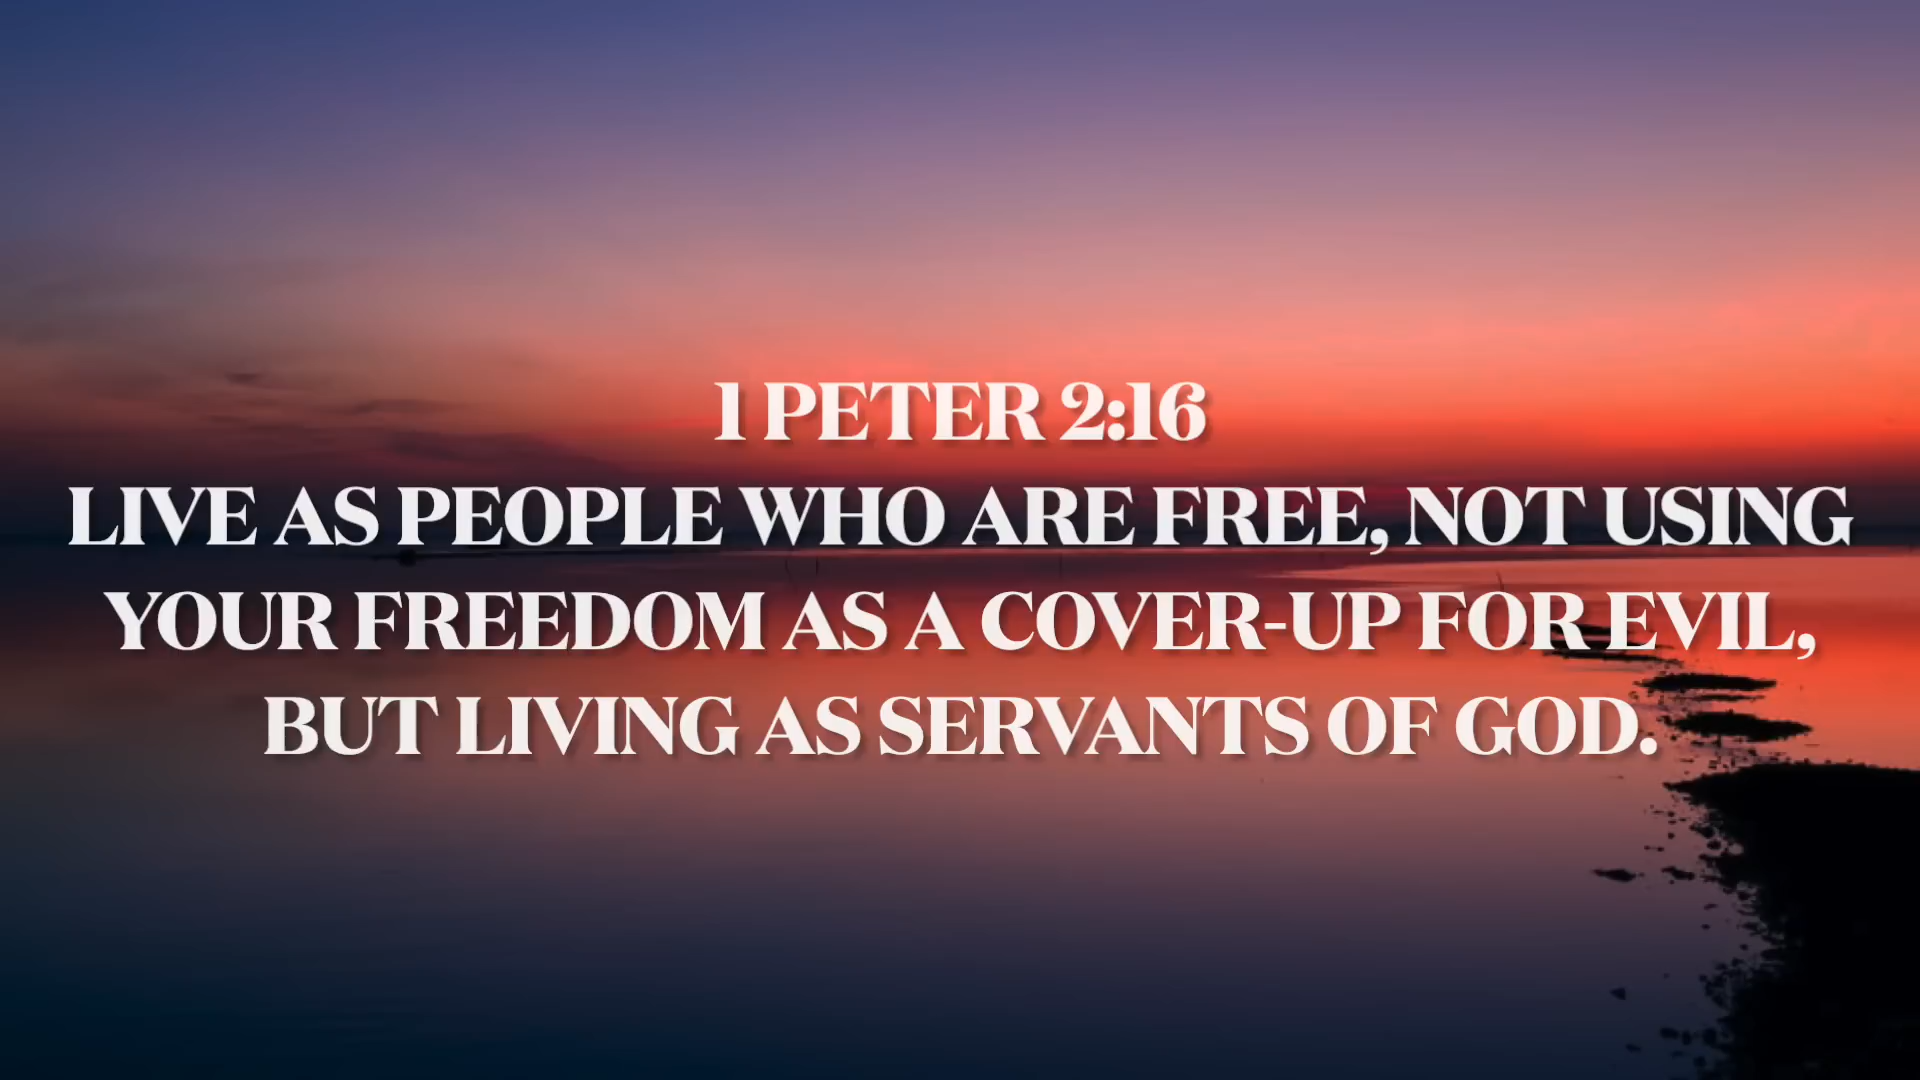 1 PETER 2:16
LIVE AS PEOPLE WHO ARE FREE, NOT USING
YOUR FREEDOM AS A COVER-UP FOR EVIL,
BUT LIVING AS SERVANTS OF GOD.